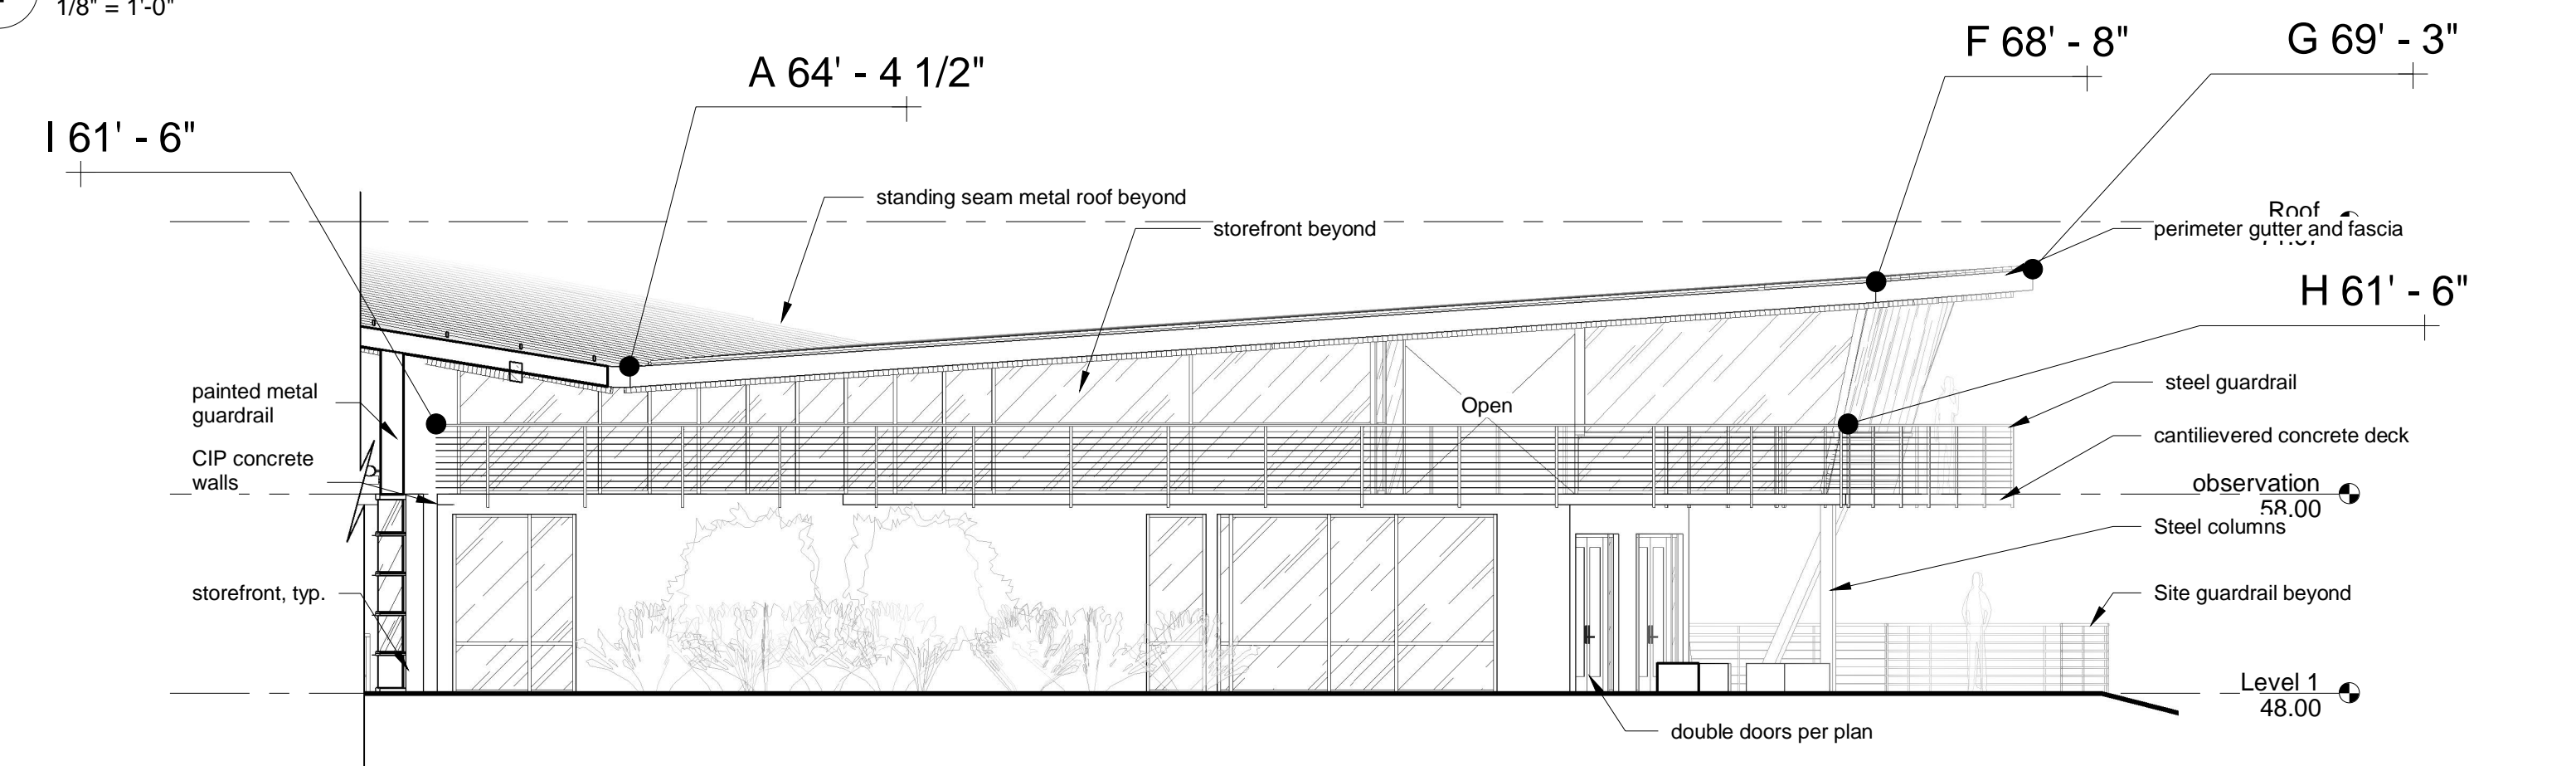 1/8" = 1'-0"
F 68' - 8"
G 69' - 3"
A 64' - 4 1/2"
I 61' - 6"
standing seam metal roof beyond
Roof
storefront beyond
perimeter gutter and fascia
H 61' - 6"
painted metal
guardrail
steel guardrail
Open
cantilievered concrete deck
CIP concrete
walls
observation
58.00
Steel columns
storefront, typ.
Site guardrail beyond
Level 1
48.00
double doors per plan